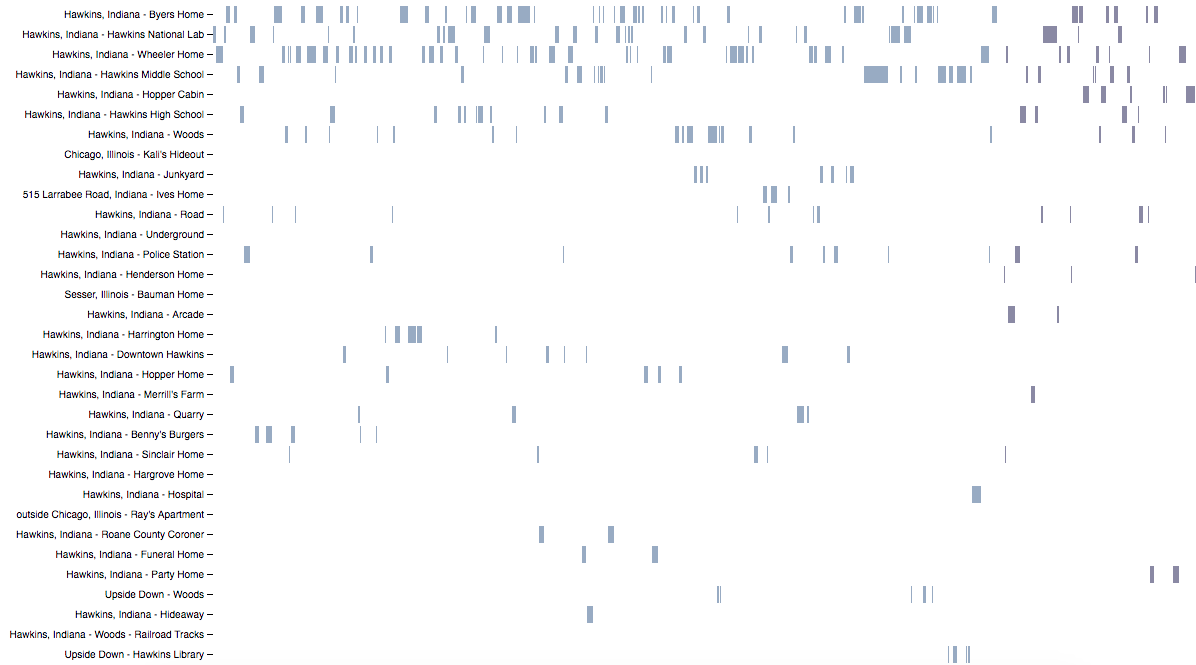 Hawkins, Indiana - Byers Home
Hawkins, Indiana - Hawkins National Lab
Hawkins, Indiana - Wheeler Home
Hawkins, Indiana - Hawkins Middle School
Hawkins, Indiana - Hopper Cabin
Hawkins, Indiana - Hawkins High School
Hawkins, Indiana - Woods
Chicago, Illinois - Kali's Hideout
Hawkins, Indiana - Junkyard
515 Larrabee Road, Indiana - Ives Home
Hawkins, Indiana - Road
Hawkins, Indiana - Underground
Hawkins, Indiana - Police Station
Hawkins, Indiana - Henderson Home
Sesser, Illinois - Bauman Home
Hawkins, Indiana - Arcade
Hawkins, Indiana - Harrington Home
Hawkins, Indiana - Downtown Hawkins
Hawkins, Indiana - Hopper Home
Hawkins, Indiana - Merrill's Farm
Hawkins, Indiana - Quarry
Hawkins, Indiana - Benny's Burgers
Hawkins, Indiana - Sinclair Home
Hawkins, Indiana - Hargrove Home
Hawkins, Indiana - Hospital
outside Chicago, Illinois - Ray's Apartment
Hawkins, Indiana - Roane County Coroner
Hawkins, Indiana - Funeral Home
Hawkins, Indiana - Party Home
Upside Down - Woods
Hawkins, Indiana - Hideaway
Hawkins, Indiana - Woods - Railroad Tracks
Upside Down - Hawkins Library